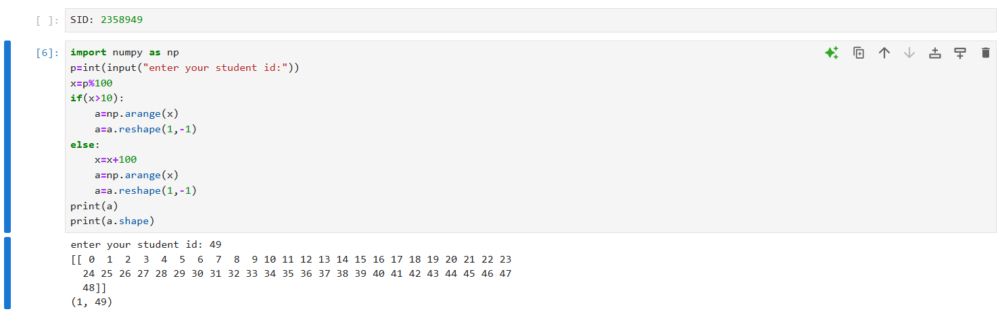 [ ]: SID: 2358949
[6]: import numpy as np
p=int(input("enter your student id:"))
x=p%100
if(x>10):
    a=np.arange(x)
    a=a.reshape(1,-1)
else:
    x=x+100
    a=np.arange(x)
    a=a.reshape(1,-1)
print(a)
print(a.shape)
enter your student id: 49
[[ 0  1  2  3  4  5  6  7  8  9 10 11 12 13 14 15 16 17 18 19 20 21 22 23
  24 25 26 27 28 29 30 31 32 33 34 35 36 37 38 39 40 41 42 43 44 45 46 47
  48]]
(1, 49)